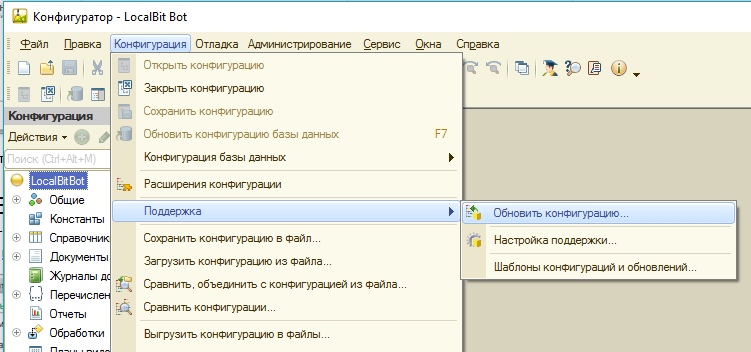 Конфигуратор - LocalBit Bot
Файл Правка Конфигурация Отладка Администрирование Сервис Окна Справка
Открыть конфигурацию
Закрыть конфигурацию
Конфигурация
Сохранить конфигурацию
Действия
Обновить конфигурацию базы данных F7
Поиск (Ctrl+Alt+M)
Конфигурация базы данных
LocalBitBot
Расширения конфигурации
Общие
Поддержка
Обновить конфигурацию...
Константы
Справочник
Сохранить конфигурацию в файл...
Настройка поддержки...
Документы
Загрузить конфигурацию из файла...
Шаблоны конфигураций и обновлений...
Журналы до
Сравнить, объединить с конфигурацией из файла...
Перечислен
Сравнить конфигурации...
Отчеты
Обработки
Выгрузить конфигурацию в файлы...